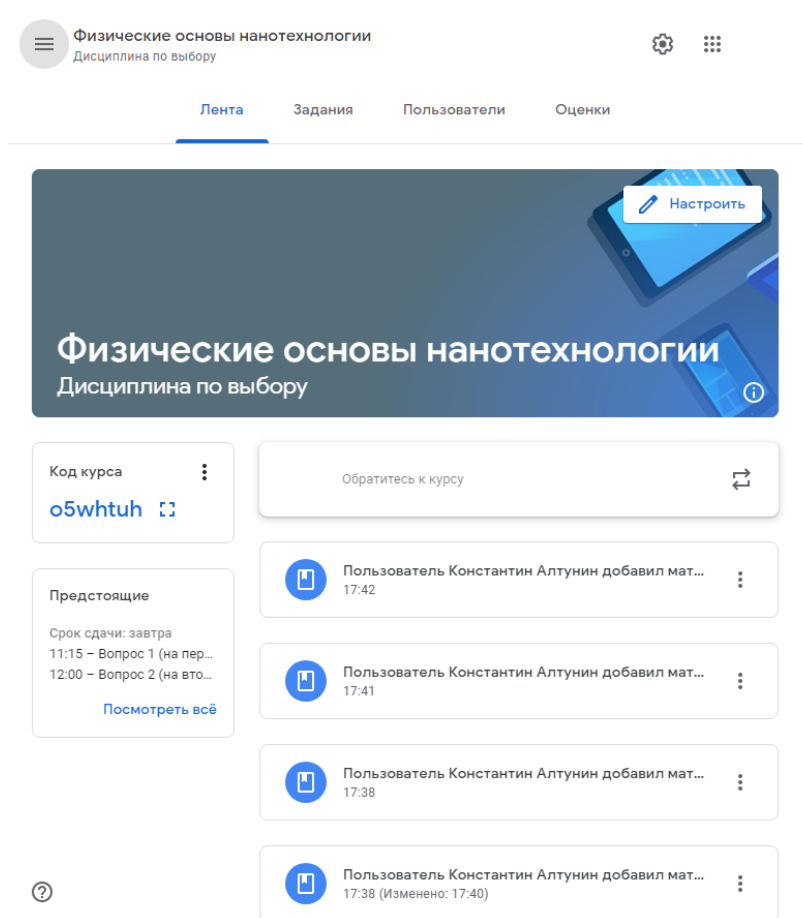 Физические основы нанотехнологии
Дисциплина по выбору
Лента Задания Пользователи Оценки
Настроить
Физические основы нанотехнологии
Дисциплина по выбору
Код курса
o5whtuh
Обратитесь к курсу
Предстоящие
Срок сдачи: завтра
11:15 – Вопрос 1 (на пер...
12:00 – Вопрос 2 (на вто...
Посмотреть всё
Пользователь Константин Алтунин добавил мат...
17:42
Пользователь Константин Алтунин добавил мат...
17:41
Пользователь Константин Алтунин добавил мат...
17:38
Пользователь Константин Алтунин добавил мат...
17:38 (Изменено: 17:40)